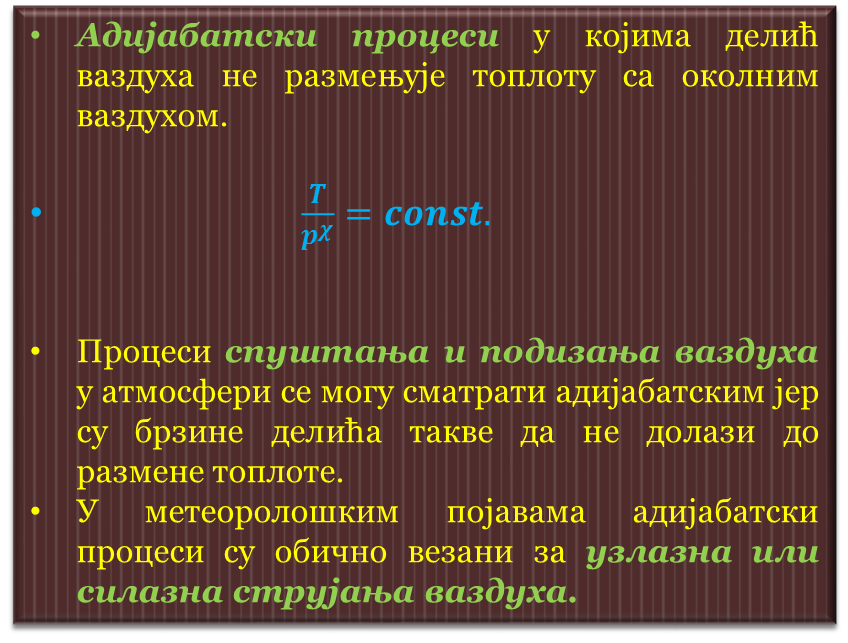 • Адијабатски процеси у којима делић
ваздуха не размењује топлоту са околним
ваздухом.
• T/p^χ = const.
• Процеси спуштања и подизања ваздуха
у атмосфери се могу сматрати адијабатским јер
су брзине делића такве да не долази до
размене топлоте.
• У метеоролошким појавама адијабатски
процеси су обично везани за узлазна или
силазна струјања ваздуха.